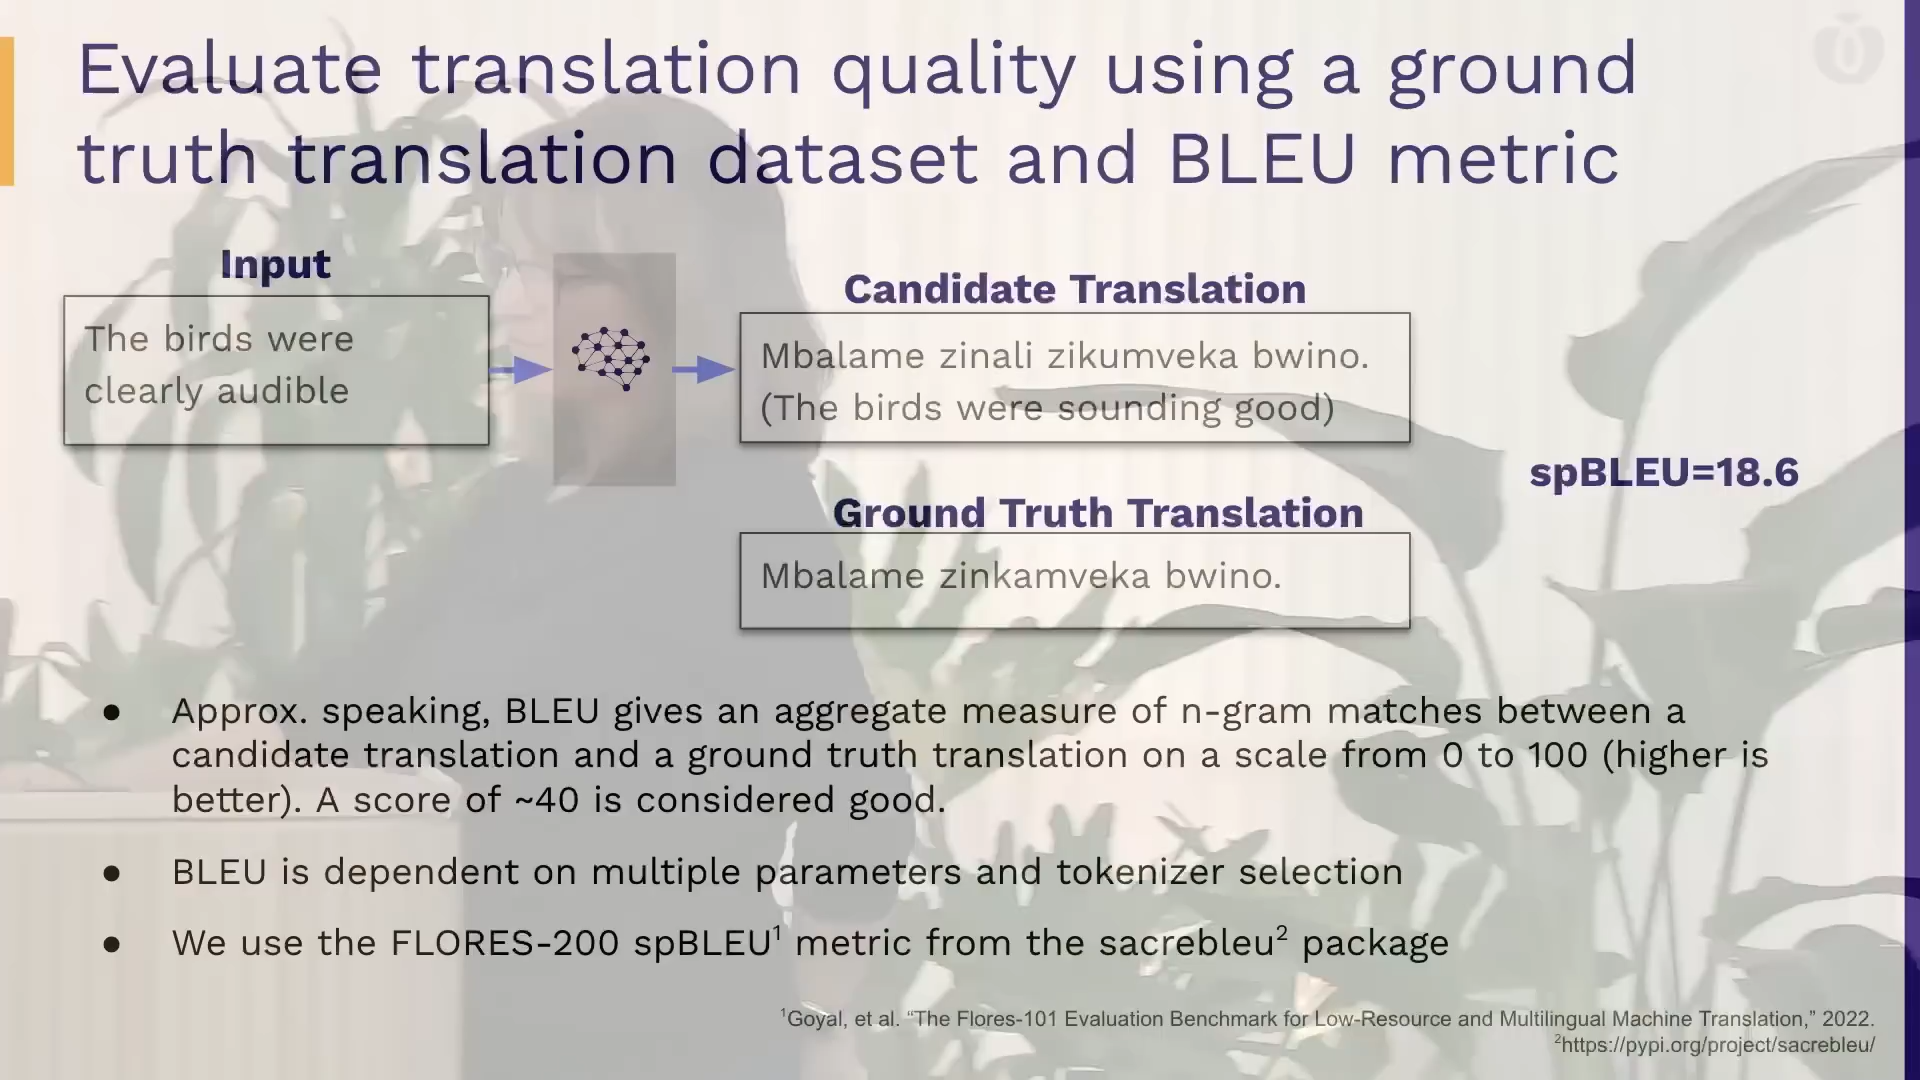 Evaluate translation quality using a ground
truth translation dataset and BLEU metric
Input
The birds were
clearly audible
Candidate Translation
Mbalame zinali zikumveka bwino.
(The birds were sounding good)
spBLEU=18.6
Ground Truth Translation
Mbalame zinkamveka bwino.
● Approx. speaking, BLEU gives an aggregate measure of n-gram matches between a
candidate translation and a ground truth translation on a scale from 0 to 100 (higher is
better). A score of ~40 is considered good.
● BLEU is dependent on multiple parameters and tokenizer selection
● We use the FLORES-200 spBLEU¹ metric from the sacrebleu² package
¹Goyal, et al. “The Flores-101 Evaluation Benchmark for Low-Resource and Multilingual Machine Translation,” 2022.
²https://pypi.org/project/sacrebleu/